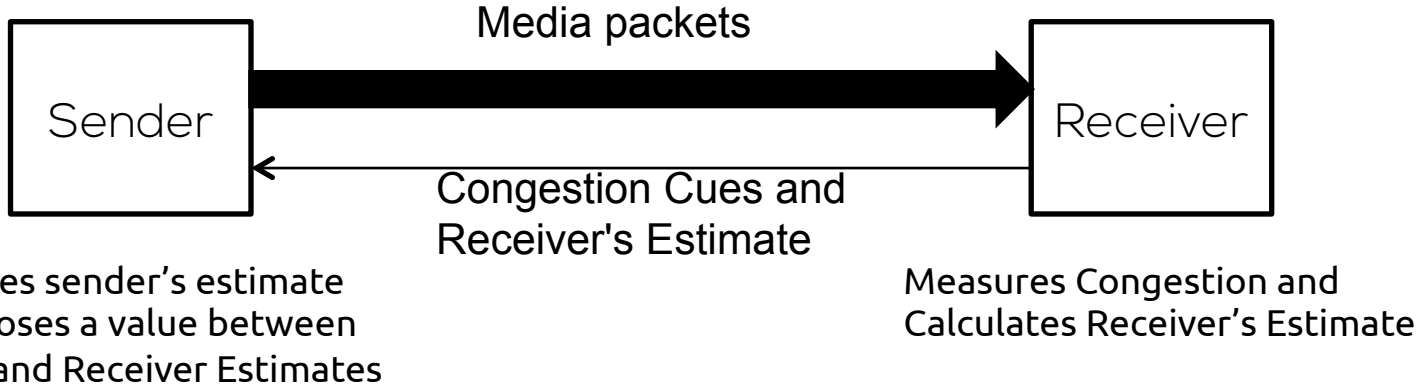 Media packets
Sender
Receiver
Congestion Cues and
Receiver's Estimate
es sender’s estimate
oses a value between
and Receiver Estimates
Measures Congestion and
Calculates Receiver’s Estimate